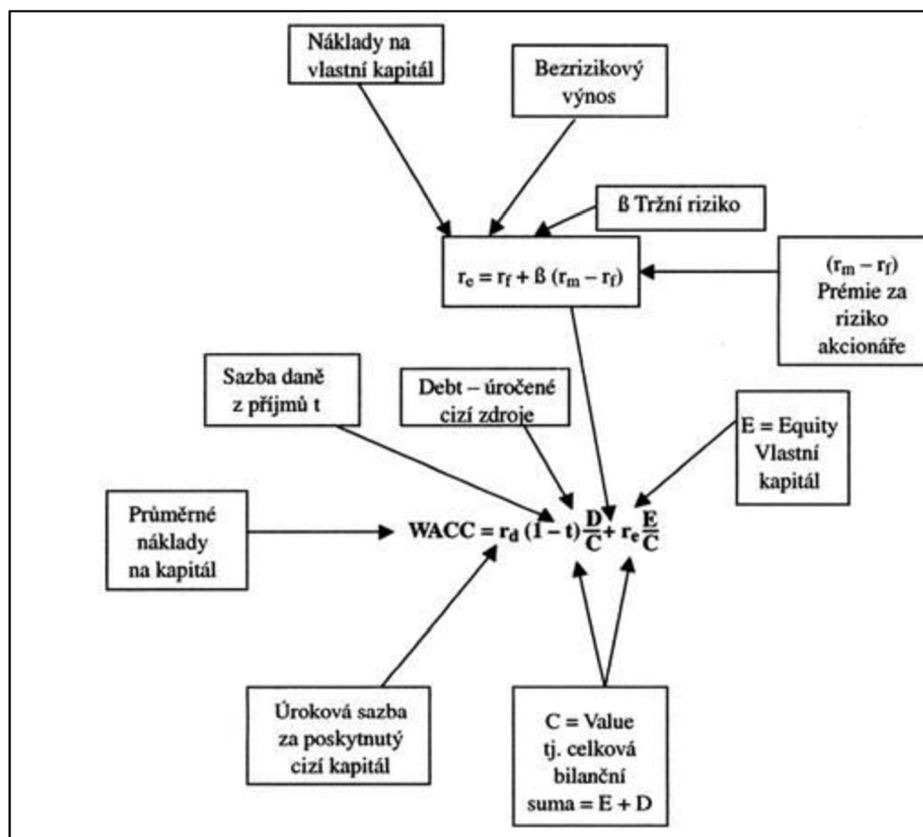 Náklady na
vlastní kapitál
Bezrizikový
výnos
ß Tržní riziko
r_e = r_f + ß (r_m – r_f)
(r_m – r_f)
Prémie za
riziko
akcionáře
Sazba daně
z příjmů t
Debt – úročené
cizí zdroje
E = Equity
Vlastní
kapitál
Průměrné
náklady
na kapitál
WACC = r_d (1 – t) D/C + r_e E/C
Úroková sazba
za poskytnutý
cizí kapitál
C = Value
tj. celková
bilanční
suma = E + D